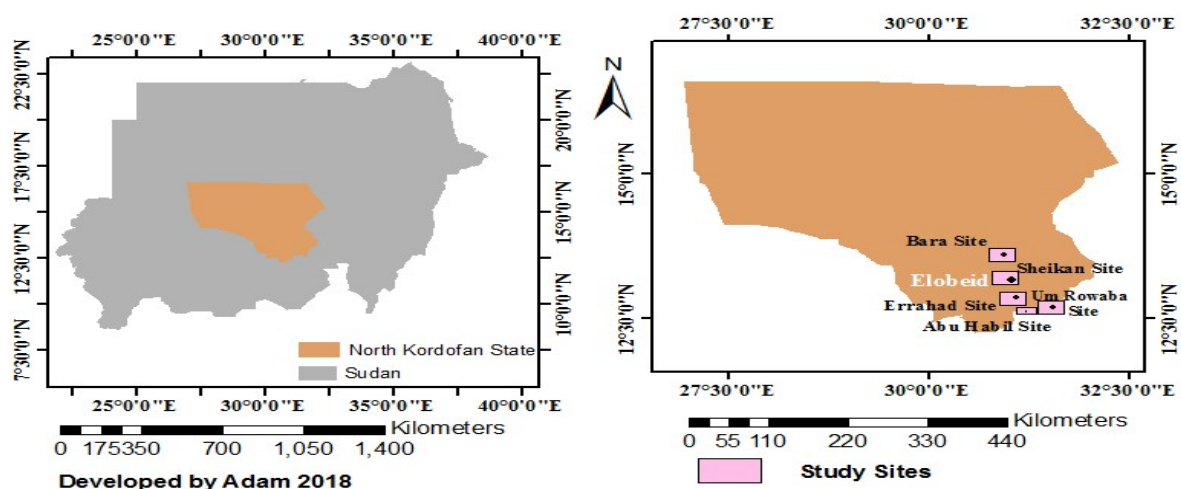 25°0'0"E 30°0'0"E 35°0'0"E 40°0'0"E
22°30'0"N
17°30'0"N
12°30'0"N
7°30'0"N
20°0'0"N
15°0'0"N
10°0'0"N
North Kordofan State
Sudan
25°0'0"E 30°0'0"E 35°0'0"E 40°0'0"E
Kilometers
0 175 350 700 1,050 1,400
Developed by Adam 2018
27°30'0"E 30°0'0"E 32°30'0"E
N
15°0'0"N
12°30'0"N
15°0'0"N
12°30'0"N
Bara Site
Sheikan Site
Elobeid
Errahad Site
Um Rowaba
Site
Abu Habil Site
27°30'0"E 30°0'0"E 32°30'0"E
Kilometers
0 55 110 220 330 440
Study Sites